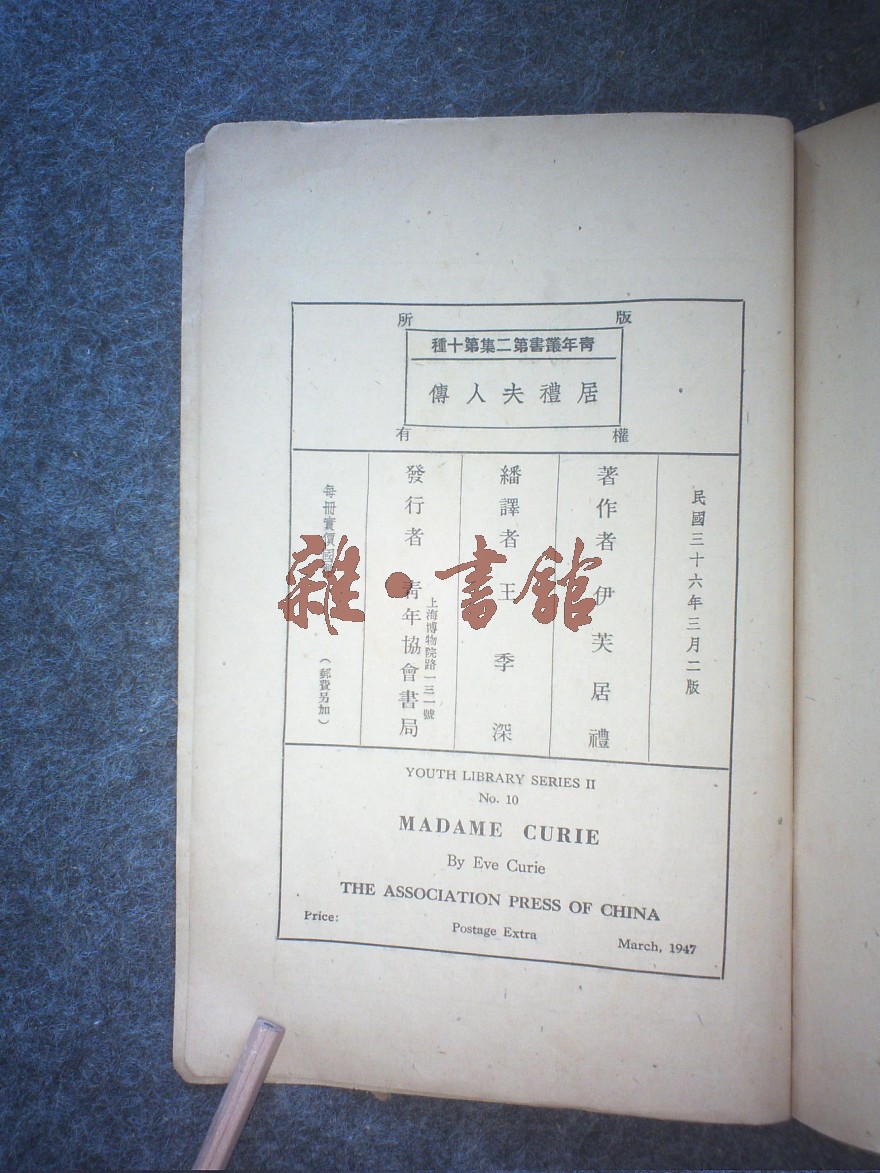 版權所有
青年叢書第二集第十種
居禮夫人傳
民國三十六年三月二版
著作者 伊芙居禮
繙譯者 王季深
發行者 青年協會書局
上海博物院路一三一號
每冊實價國
(郵費另加)
雜·書館
YOUTH LIBRARY SERIES II
No. 10
MADAME CURIE
By Eve Curie
THE ASSOCIATION PRESS OF CHINA
Price:
Postage Extra
March, 1947